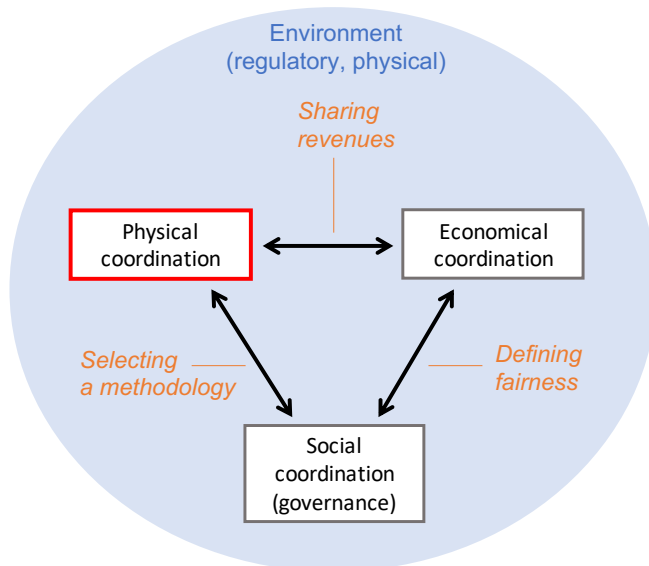 Environment
(regulatory, physical)
Sharing
revenues
Physical
coordination
Economical
coordination
Selecting
a methodology
Defining
fairness
Social
coordination
(governance)